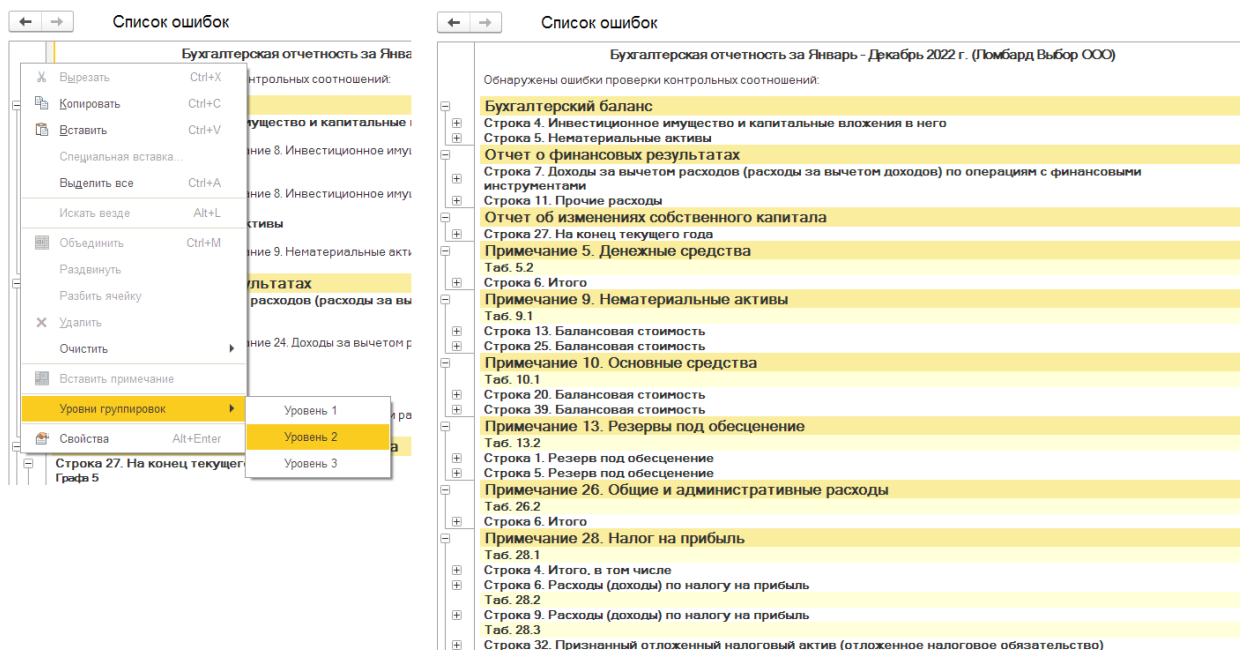 Список ошибок
Бухгалтерская отчетность за Янва
нтрольных соотношений:
Вырезать Ctrl+X
Копировать Ctrl+C
Вставить Ctrl+V
Специальная вставка...
Выделить все Ctrl+A
Искать везде Alt+L
Объединить Ctrl+M
Раздвинуть
Разбить ячейку
Удалить
Очистить
Вставить примечание
Уровни группировок
Свойства Alt+Enter
Уровень 1
Уровень 2
Уровень 3
мущество и капитальные
ание 8. Инвестиционное имущ
ание 8. Инвестиционное имущ
ктивы
ание 9. Нематериальные акти
ультатах
расходов (расходы за вы
ание 24. Доходы за вычетом р
ра
а
Строка 27. На конец текущег
Графа 5
Список ошибок
Бухгалтерская отчетность за Январь - Декабрь 2022 г. (Ломбард Выбор ООО)
Обнаружены ошибки проверки контрольных соотношений:
Бухгалтерский баланс
Строка 4. Инвестиционное имущество и капитальные вложения в него
Строка 5. Нематериальные активы
Отчет о финансовых результатах
Строка 7. Доходы за вычетом расходов (расходы за вычетом доходов) по операциям с финансовыми
инструментами
Строка 11. Прочие расходы
Отчет об изменениях собственного капитала
Строка 27. На конец текущего года
Примечание 5. Денежные средства
Таб. 5.2
Строка 6. Итого
Примечание 9. Нематериальные активы
Таб. 9.1
Строка 13. Балансовая стоимость
Строка 25. Балансовая стоимость
Примечание 10. Основные средства
Таб. 10.1
Строка 20. Балансовая стоимость
Строка 39. Балансовая стоимость
Примечание 13. Резервы под обесценение
Таб. 13.2
Строка 1. Резерв под обесценение
Строка 5. Резерв под обесценение
Примечание 26. Общие и административные расходы
Таб. 26.2
Строка 6. Итого
Примечание 28. Налог на прибыль
Таб. 28.1
Строка 4. Итого, в том числе
Строка 6. Расходы (доходы) по налогу на прибыль
Таб. 28.2
Строка 9. Расходы (доходы) по налогу на прибыль
Таб. 28.3
Строка 32. Признанный отложенный налоговый актив (отложенное налоговое обязательство)